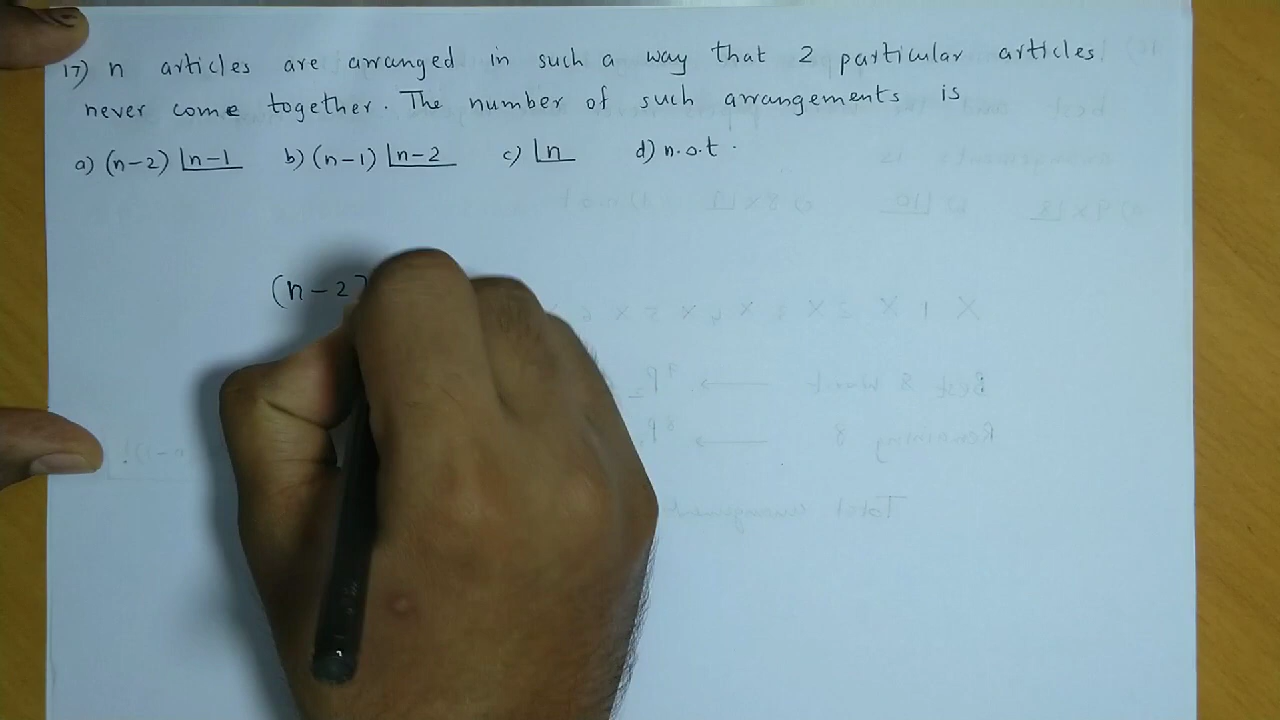 17) n articles are arranged in such a way that 2 particular articles
never come together. The number of such arrangements is
a) (n-2) ⌊n-1 b) (n-1) ⌊n-2 c) ⌊n d) n.o.t.
(n-2)